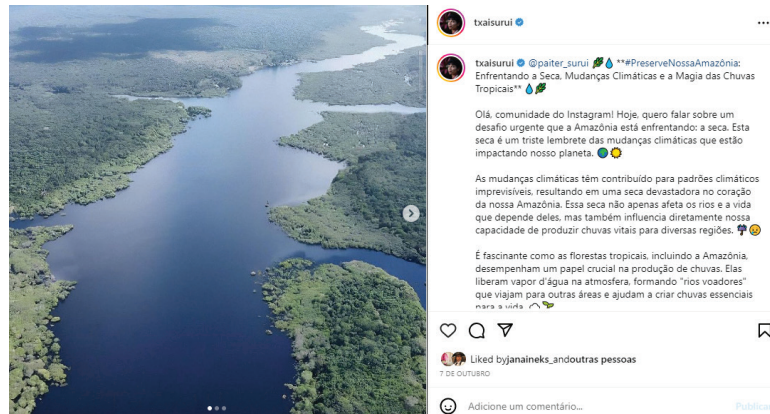 txaisurui
txaisurui @paiter_surui 🌿💧 **#PreserveNossaAmazônia:
Enfrentando a Seca, Mudanças Climáticas e a Magia das Chuvas
Tropicais** 💧🌿
Olá, comunidade do Instagram! Hoje, quero falar sobre um
desafio urgente que a Amazônia está enfrentando: a seca. Esta
seca é um triste lembrete das mudanças climáticas que estão
impactando nosso planeta. 🌍☀️
As mudanças climáticas têm contribuído para padrões climáticos
imprevisíveis, resultando em uma seca devastadora no coração
da nossa Amazônia. Essa seca não apenas afeta os rios e a vida
que depende deles, mas também influencia diretamente nossa
capacidade de produzir chuvas vitais para diversas regiões.
É fascinante como as florestas tropicais, incluindo a Amazônia,
desempenham um papel crucial na produção de chuvas. Elas
liberam vapor d'água na atmosfera, formando "rios voadores"
que viajam para outras áreas e ajudam a criar chuvas essenciais
para a vida.
Liked byjanaineks_andoutras pessoas
7 DE OUTUBRO
Adicione um comentário...
Publicar